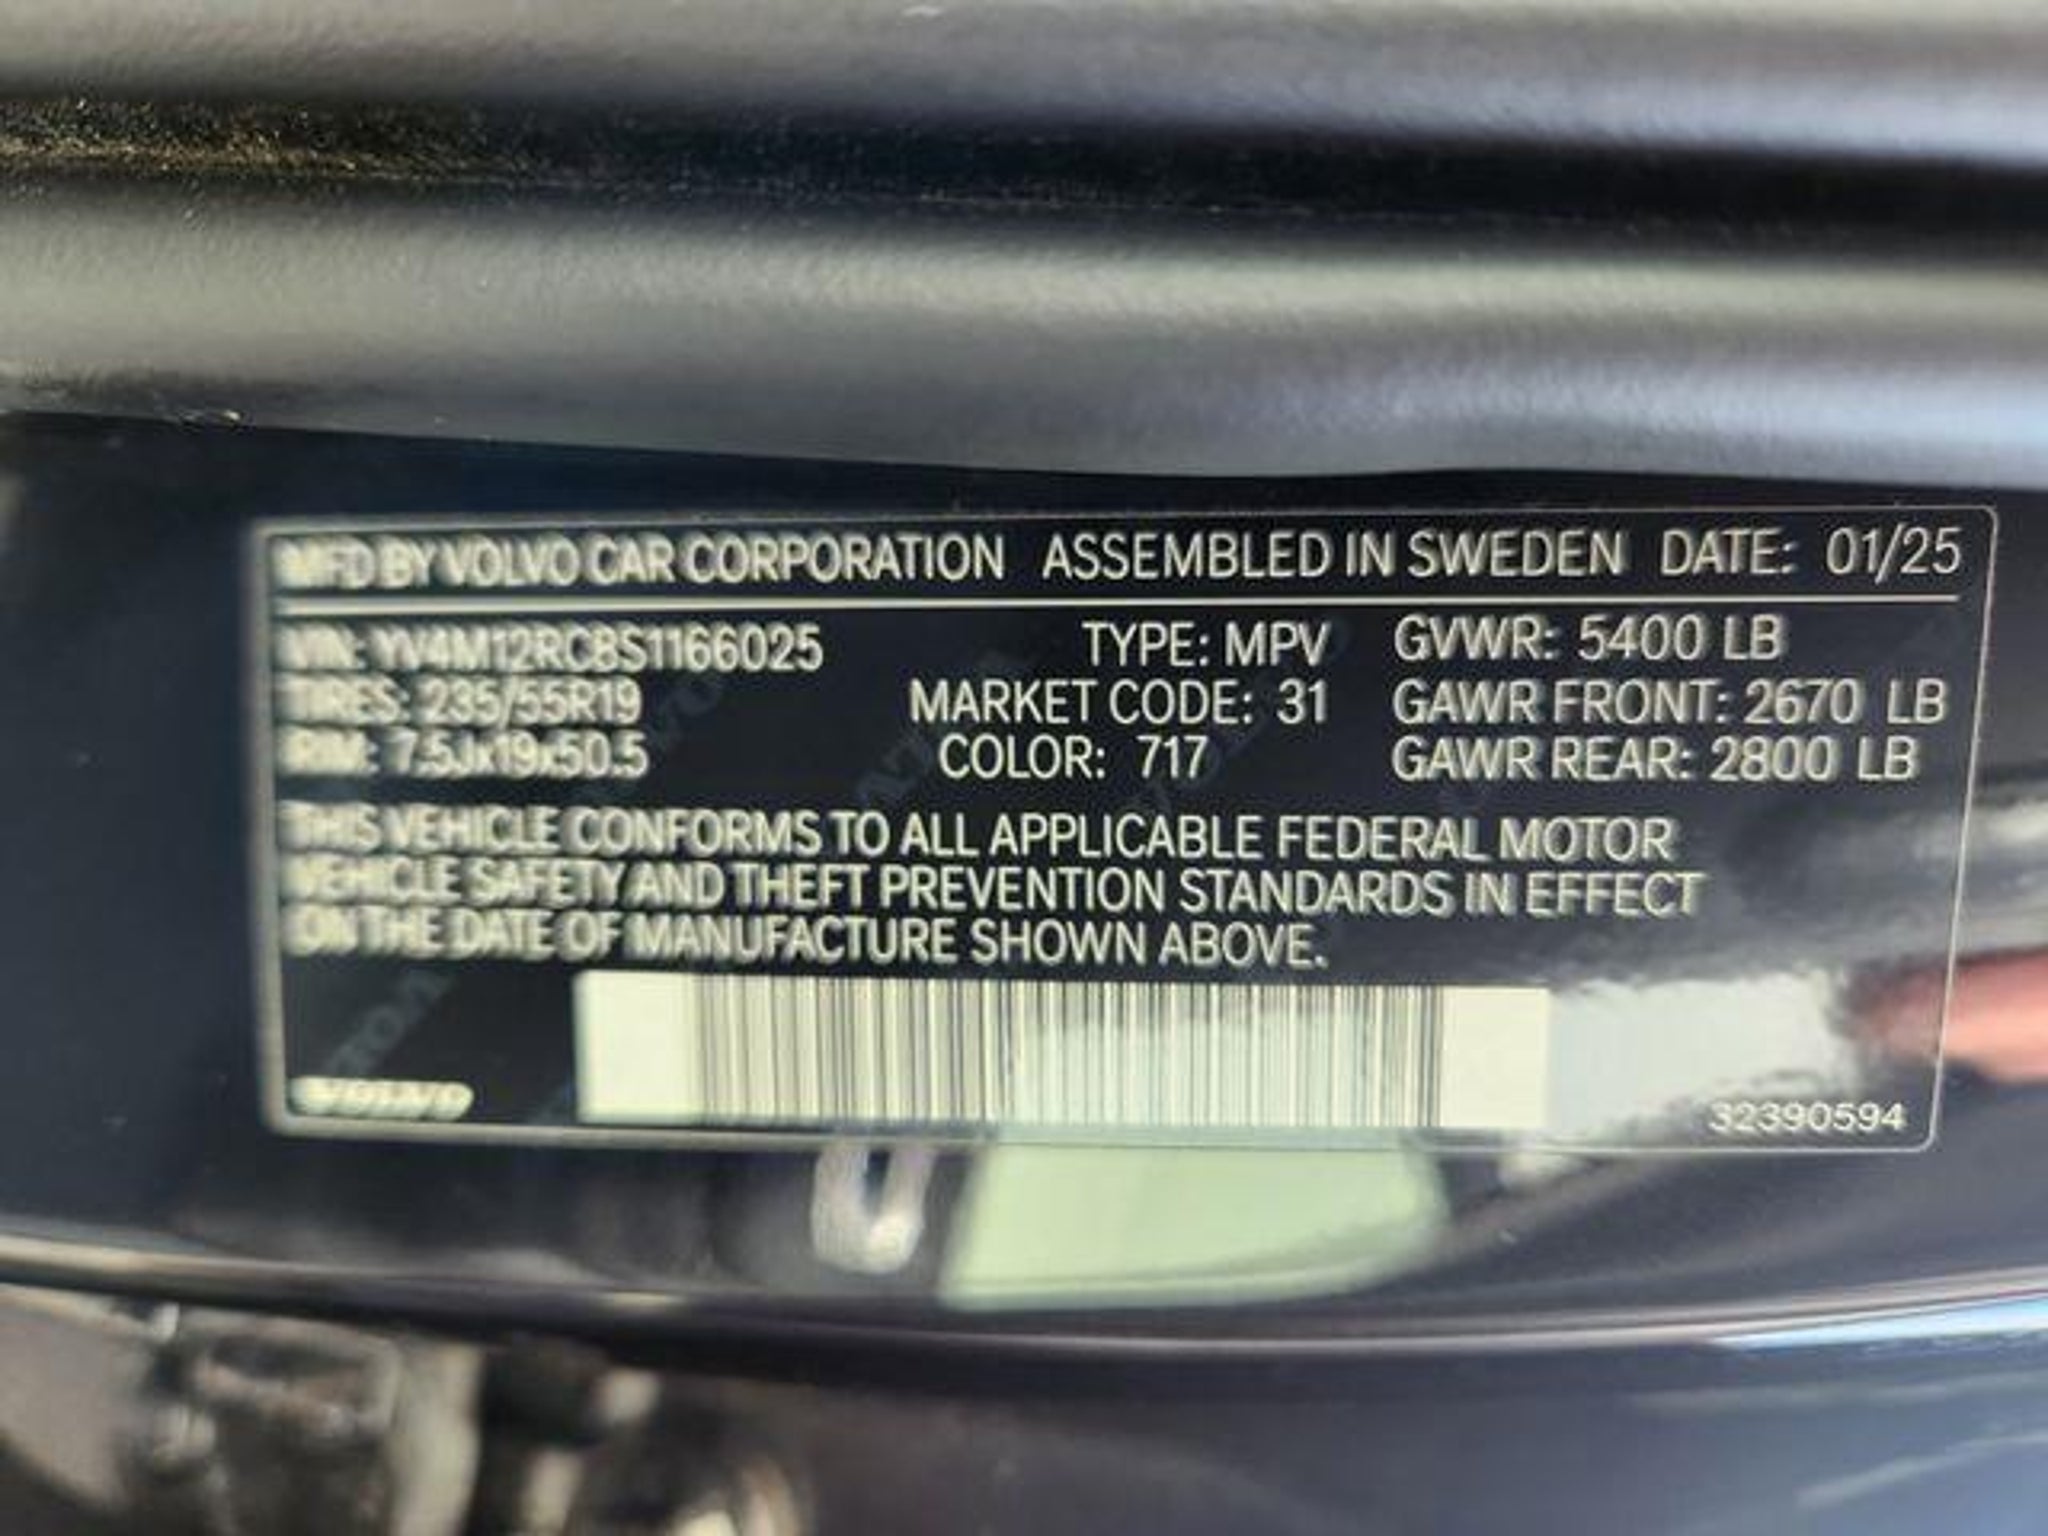 MFD BY VOLVO CAR CORPORATION ASSEMBLED IN SWEDEN DATE: 01/25
VIN: YV4M12RC8S1166025 TYPE: MPV GVWR: 5400 LB
TIRES: 235/55R19 MARKET CODE: 31 GAWR FRONT: 2670 LB
RIM: 7.5Jx19x50.5 COLOR: 717 GAWR REAR: 2800 LB
THIS VEHICLE CONFORMS TO ALL APPLICABLE FEDERAL MOTOR
VEHICLE SAFETY AND THEFT PREVENTION STANDARDS IN EFFECT
ON THE DATE OF MANUFACTURE SHOWN ABOVE.
VOLVO
32390594